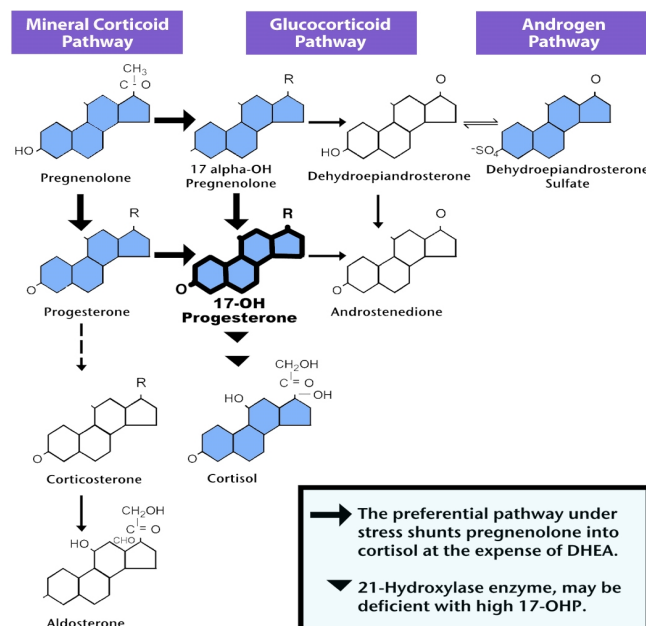 Mineral Corticoid
Pathway
Glucocorticoid
Pathway
Androgen
Pathway
CH3
C - O
HO
Pregnenolone
R
17 alpha-OH
Pregnenolone
O
HO
Dehydroepiandrosterone
O
-SO4
Dehydroepiandrosterone
Sulfate
R
O
Progesterone
R
O
17-OH
Progesterone
O
O
Androstenedione
R
O
Corticosterone
CH2OH
C = O
OH
HO
O
Cortisol
CH2OH
C = O
CHO
HO
O
Aldosterone
The preferential pathway under
stress shunts pregnenolone into
cortisol at the expense of DHEA.
21-Hydroxylase enzyme, may be
deficient with high 17-OHP.